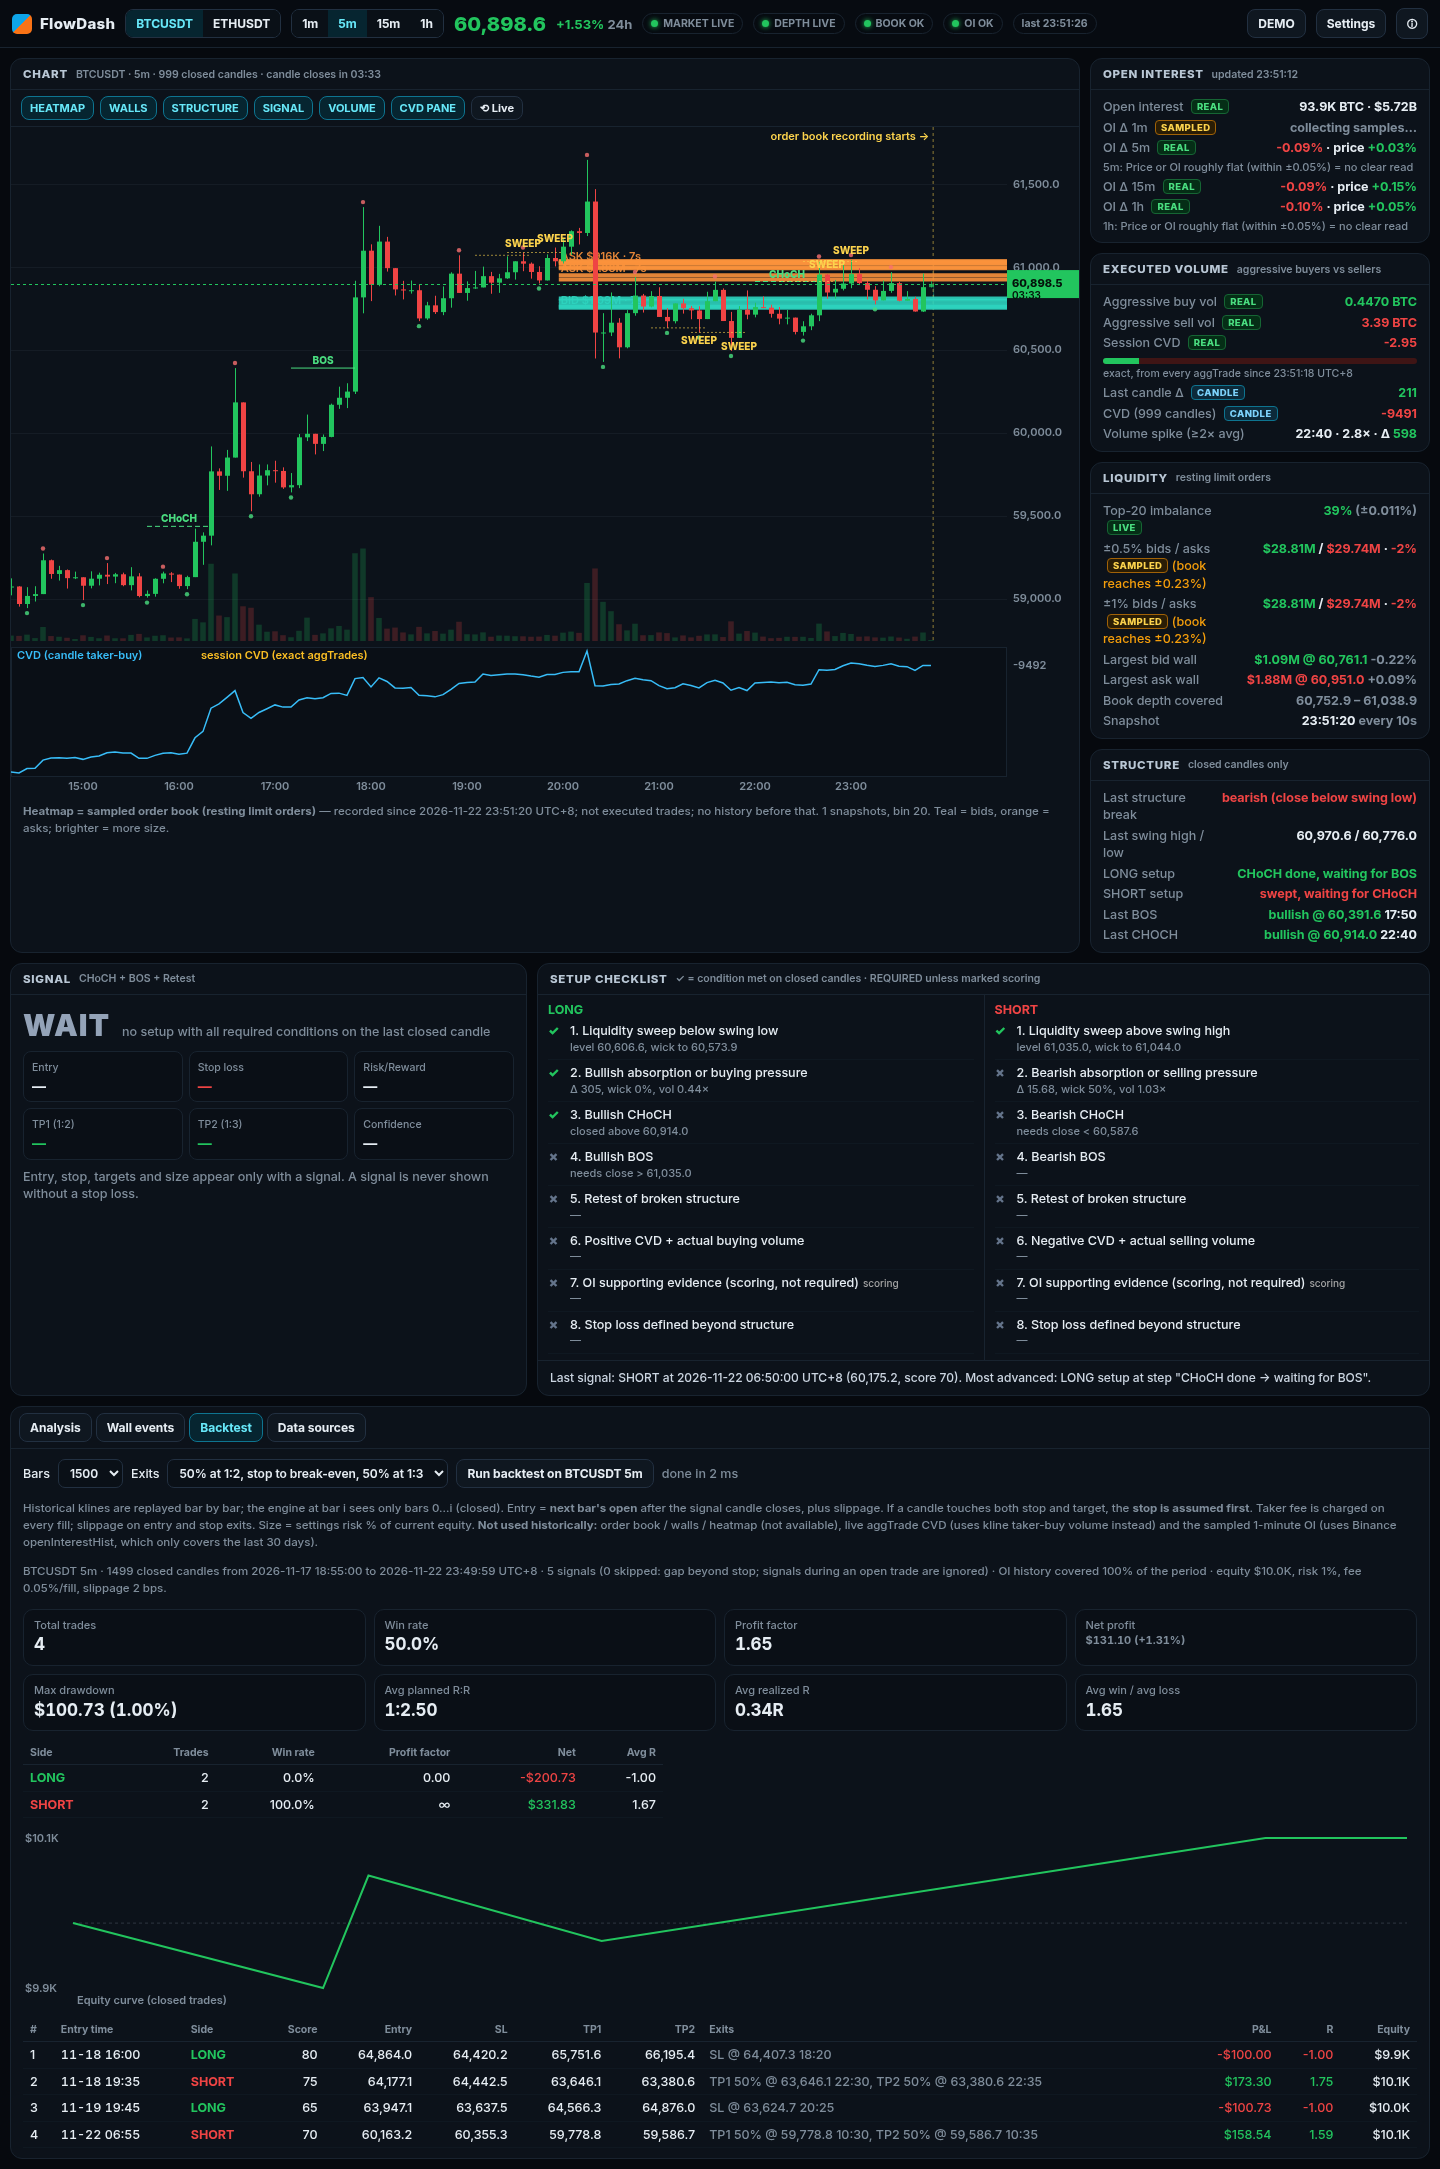 FlowDash BTCUSDT ETHUSDT 1m 5m 15m 1h 60,898.6 +1.53% 24h MARKET LIVE DEPTH LIVE BOOK OK OI OK last 23:51:26 DEMO Settings ⓘ
CHART BTCUSDT · 5m · 999 closed candles · candle closes in 03:33
HEATMAP WALLS STRUCTURE SIGNAL VOLUME CVD PANE ⟲ Live
order book recording starts →
61,500.0
SWEEP SWEEP SWEEP
SWEEP
CHoCH
61,000.0
60,898.5
03:33
SWEEP SWEEP
60,500.0
BOS
60,000.0
CHoCH
59,500.0
59,000.0
CVD (candle taker-buy) session CVD (exact aggTrades)
-9492
15:00 16:00 17:00 18:00 19:00 20:00 21:00 22:00 23:00
Heatmap = sampled order book (resting limit orders) — recorded since 2026-11-22 23:51:20 UTC+8; not executed trades; no history before that. 1 snapshots, bin 20. Teal = bids, orange =
asks; brighter = more size.
OPEN INTEREST updated 23:51:12
Open interest REAL 93.9K BTC · $5.72B
OI Δ 1m SAMPLED collecting samples...
OI Δ 5m REAL -0.09% · price +0.03%
5m: Price or OI roughly flat (within ±0.05%) = no clear read
OI Δ 15m REAL -0.09% · price +0.15%
OI Δ 1h REAL -0.10% · price +0.05%
1h: Price or OI roughly flat (within ±0.05%) = no clear read
EXECUTED VOLUME aggressive buyers vs sellers
Aggressive buy vol REAL 0.4470 BTC
Aggressive sell vol REAL 3.39 BTC
Session CVD REAL -2.95
exact, from every aggTrade since 23:51:18 UTC+8
Last candle Δ CANDLE 211
CVD (999 candles) CANDLE -9491
Volume spike (≥2× avg) 22:40 · 2.8× · Δ 598
LIQUIDITY resting limit orders
Top-20 imbalance 39% (±0.011%)
LIVE
±0.5% bids / asks $28.81M / $29.74M · -2%
SAMPLED (book
reaches ±0.23%)
±1% bids / asks $28.81M / $29.74M · -2%
SAMPLED (book
reaches ±0.23%)
Largest bid wall $1.09M @ 60,761.1 -0.22%
Largest ask wall $1.88M @ 60,951.0 +0.09%
Book depth covered 60,752.9 – 61,038.9
Snapshot 23:51:20 every 10s
STRUCTURE closed candles only
Last structure bearish (close below swing low)
break
Last swing high / 60,970.6 / 60,776.0
low
LONG setup CHoCH done, waiting for BOS
SHORT setup swept, waiting for CHoCH
Last BOS bullish @ 60,391.6 17:50
Last CHOCH bullish @ 60,914.0 22:40
SIGNAL CHoCH + BOS + Retest
WAIT no setup with all required conditions on the last closed candle
Entry Stop loss Risk/Reward
— — —
TP1 (1:2) TP2 (1:3) Confidence
— — —
Entry, stop, targets and size appear only with a signal. A signal is never shown
without a stop loss.
SETUP CHECKLIST ✓ = condition met on closed candles · REQUIRED unless marked scoring
LONG
✓ 1. Liquidity sweep below swing low
level 60,606.6, wick to 60,573.9
✓ 2. Bullish absorption or buying pressure
Δ 305, wick 0%, vol 0.44×
✓ 3. Bullish CHoCH
closed above 60,914.0
× 4. Bullish BOS
needs close > 61,035.0
× 5. Retest of broken structure
—
× 6. Positive CVD + actual buying volume
—
× 7. OI supporting evidence (scoring, not required) scoring
—
× 8. Stop loss defined beyond structure
—
SHORT
✓ 1. Liquidity sweep above swing high
level 61,035.0, wick to 61,044.0
× 2. Bearish absorption or selling pressure
Δ 15.68, wick 50%, vol 1.03×
× 3. Bearish CHoCH
needs close < 60,587.6
× 4. Bearish BOS
—
× 5. Retest of broken structure
—
× 6. Negative CVD + actual selling volume
—
× 7. OI supporting evidence (scoring, not required) scoring
—
× 8. Stop loss defined beyond structure
—
Last signal: SHORT at 2026-11-22 06:50:00 UTC+8 (60,175.2, score 70). Most advanced: LONG setup at step "CHoCH done → waiting for BOS".
Analysis Wall events Backtest Data sources
Bars 1500 Exits 50% at 1:2, stop to break-even, 50% at 1:3 Run backtest on BTCUSDT 5m done in 2 ms
Historical klines are replayed bar by bar; the engine at bar i sees only bars 0…i (closed). Entry = next bar's open after the signal candle closes, plus slippage. If a candle touches both stop and target, the stop is assumed first. Taker fee is charged on
every fill; slippage on entry and stop exits. Size = settings risk % of current equity. Not used historically: order book / walls / heatmap (not available), live aggTrade CVD (uses kline taker-buy volume instead) and the sampled 1-minute OI (uses Binance
openInterestHist, which only covers the last 30 days).
BTCUSDT 5m · 1499 closed candles from 2026-11-17 18:55:00 to 2026-11-22 23:49:59 UTC+8 · 5 signals (0 skipped: gap beyond stop; signals during an open trade are ignored) · OI history covered 100% of the period · equity $10.0K, risk 1%, fee
0.05%/fill, slippage 2 bps.
Total trades Win rate Profit factor Net profit
4 50.0% 1.65 $131.10 (+1.31%)
Max drawdown Avg planned R:R Avg realized R Avg win / avg loss
$100.73 (1.00%) 1:2.50 0.34R 1.65
Side Trades Win rate Profit factor Net Avg R
LONG 2 0.0% 0.00 -$200.73 -1.00
SHORT 2 100.0% ∞ $331.83 1.67
$10.1K
$9.9K
Equity curve (closed trades)
# Entry time Side Score Entry SL TP1 TP2 Exits P&L R Equity
1 11-18 16:00 LONG 80 64,864.0 64,420.2 65,751.6 66,195.4 SL @ 64,407.3 18:20 -$100.00 -1.00 $9.9K
2 11-18 19:35 SHORT 75 64,177.1 64,442.5 63,646.1 63,380.6 TP1 50% @ 63,646.1 22:30, TP2 50% @ 63,380.6 22:35 $173.30 1.75 $10.1K
3 11-19 19:45 LONG 65 63,947.1 63,637.5 64,566.3 64,876.0 SL @ 63,624.7 20:25 -$100.73 -1.00 $10.0K
4 11-22 06:55 SHORT 70 60,163.2 60,355.3 59,778.8 59,586.7 TP1 50% @ 59,778.8 10:30, TP2 50% @ 59,586.7 10:35 $158.54 1.59 $10.1K